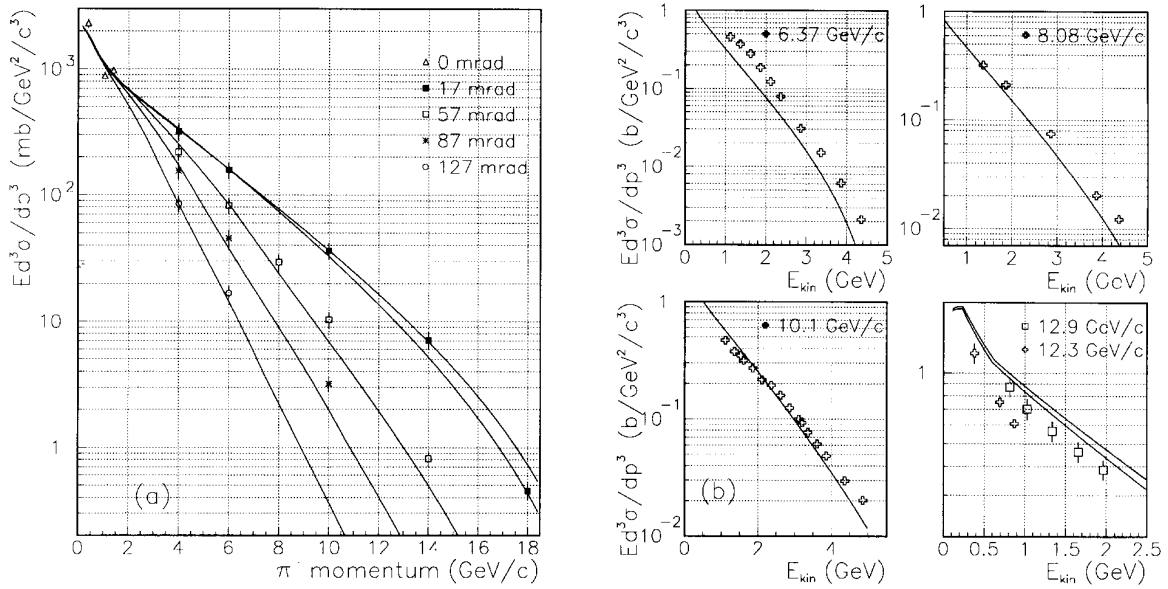 Ed³σ/dp³ (mb/GeV²/c³)
10³
10²
10
1
0 mrad
17 mrad
57 mrad
87 mrad
127 mrad
(a)
0 2 4 6 8 10 12 14 16 18
π⁻ momentum (GeV/c)
Ed³σ/dp³ (b/GeV²/c³)
1
10⁻¹
10⁻²
10⁻³
6.37 GeV/c
0 1 2 3 4 5
E_kin (GeV)
1
10⁻¹
10⁻²
8.08 GeV/c
1 2 3 4 5
E_kin (GeV)
Ed³σ/dp³ (b/GeV²/c³)
1
10⁻¹
10⁻²
10.1 GeV/c
(b)
0 2 4
E_kin (GeV)
1
12.9 GeV/c
12.3 GeV/c
0 0.5 1 1.5 2 2.5
E_kin (GeV)